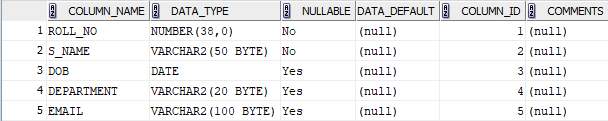 COLUMN_NAME DATA_TYPE NULLABLE DATA_DEFAULT COLUMN_ID COMMENTS
1 ROLL_NO NUMBER(38,0) No (null) 1 (null)
2 S_NAME VARCHAR2(50 BYTE) No (null) 2 (null)
3 DOB DATE Yes (null) 3 (null)
4 DEPARTMENT VARCHAR2(20 BYTE) Yes (null) 4 (null)
5 EMAIL VARCHAR2(100 BYTE) Yes (null) 5 (null)